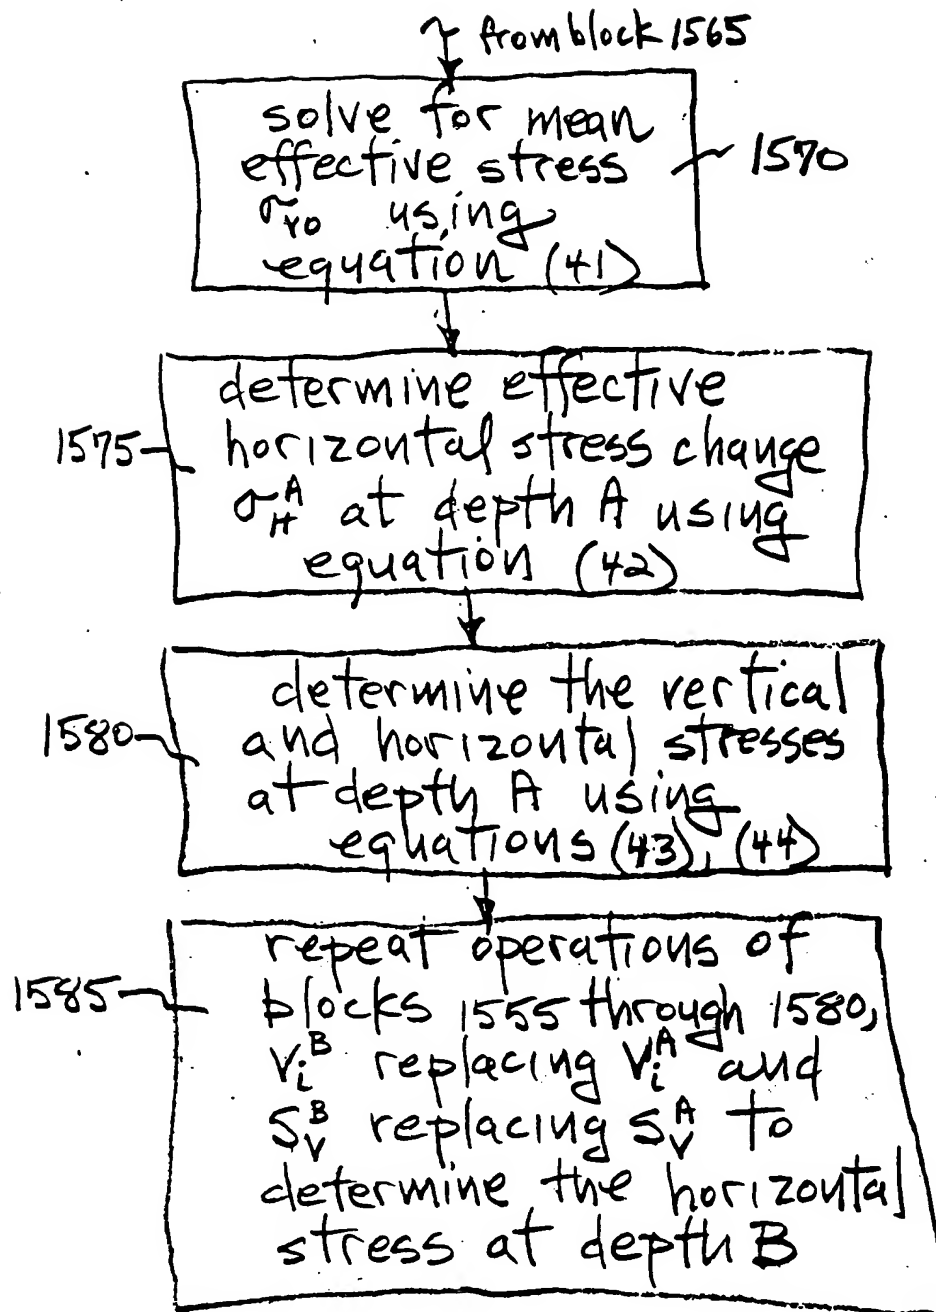 from block 1565
solve for mean
effective stress
σ_γ0 using
equation (41)
1570
determine effective
horizontal stress change
σ_H^A at depth A using
equation (42)
1575
determine the vertical
and horizontal stresses
at depth A using
equations (43), (44)
1580
repeat operations of
blocks 1555 through 1580,
V_i^B replacing V_i^A and
S_V^B replacing S_V^A to
determine the horizontal
stress at depth B
1585